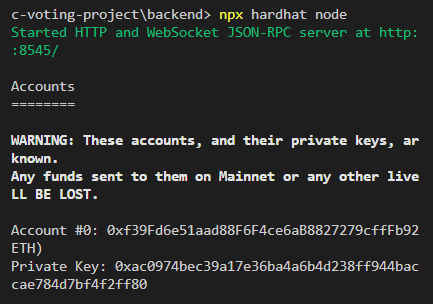 c-voting-project\backend> npx hardhat node
Started HTTP and WebSocket JSON-RPC server at http:
:8545/
Accounts
========
WARNING: These accounts, and their private keys, ar
known.
Any funds sent to them on Mainnet or any other live
LL BE LOST.
Account #0: 0xf39Fd6e51aad88F6F4ce6aB8827279cffFb92
ETH)
Private Key: 0xac0974bec39a17e36ba4a6b4d238ff944bac
cae784d7bf4f2ff80